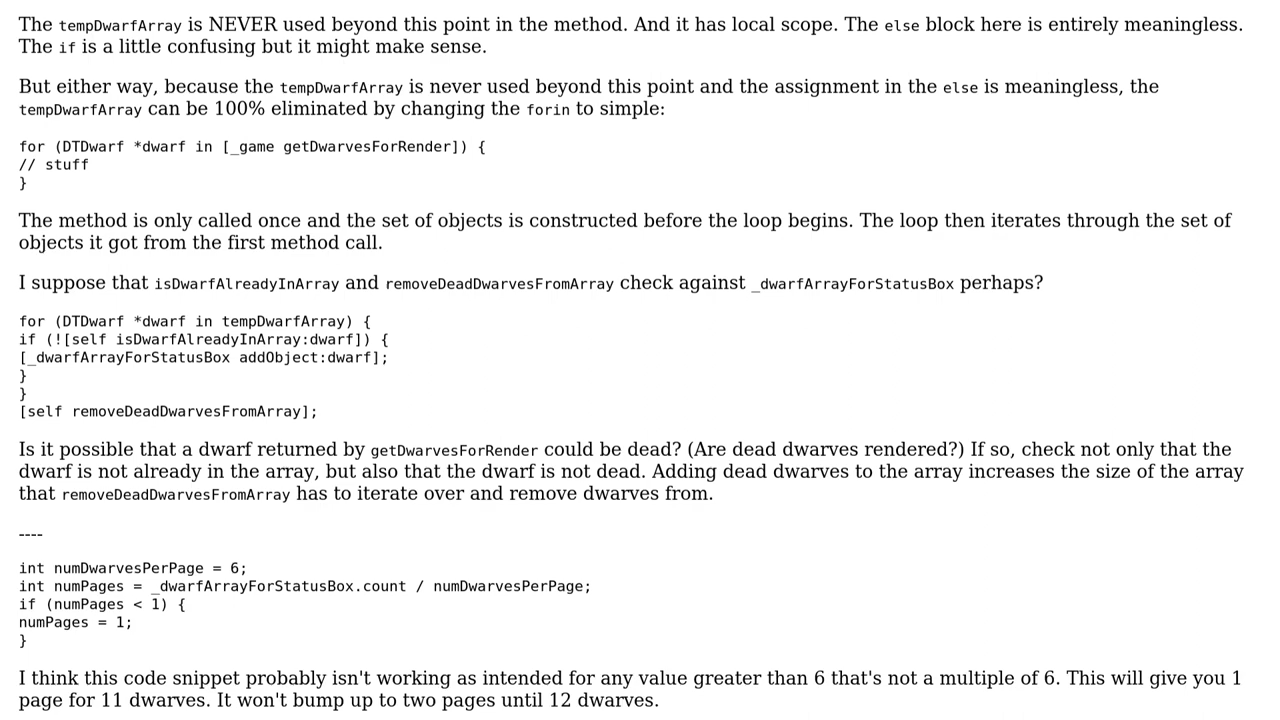 The tempDwarfArray is NEVER used beyond this point in the method. And it has local scope. The else block here is entirely meaningless.
The if is a little confusing but it might make sense.
But either way, because the tempDwarfArray is never used beyond this point and the assignment in the else is meaningless, the
tempDwarfArray can be 100% eliminated by changing the forin to simple:
for (DTDwarf *dwarf in [_game getDwarvesForRender]) {
// stuff
}
The method is only called once and the set of objects is constructed before the loop begins. The loop then iterates through the set of
objects it got from the first method call.
I suppose that isDwarfAlreadyInArray and removeDeadDwarvesFromArray check against _dwarfArrayForStatusBox perhaps?
for (DTDwarf *dwarf in tempDwarfArray) {
if (![self isDwarfAlreadyInArray:dwarf]) {
[_dwarfArrayForStatusBox addObject:dwarf];
}
}
[self removeDeadDwarvesFromArray];
Is it possible that a dwarf returned by getDwarvesForRender could be dead? (Are dead dwarves rendered?) If so, check not only that the
dwarf is not already in the array, but also that the dwarf is not dead. Adding dead dwarves to the array increases the size of the array
that removeDeadDwarvesFromArray has to iterate over and remove dwarves from.
----
int numDwarvesPerPage = 6;
int numPages = _dwarfArrayForStatusBox.count / numDwarvesPerPage;
if (numPages < 1) {
numPages = 1;
}
I think this code snippet probably isn't working as intended for any value greater than 6 that's not a multiple of 6. This will give you 1
page for 11 dwarves. It won't bump up to two pages until 12 dwarves.